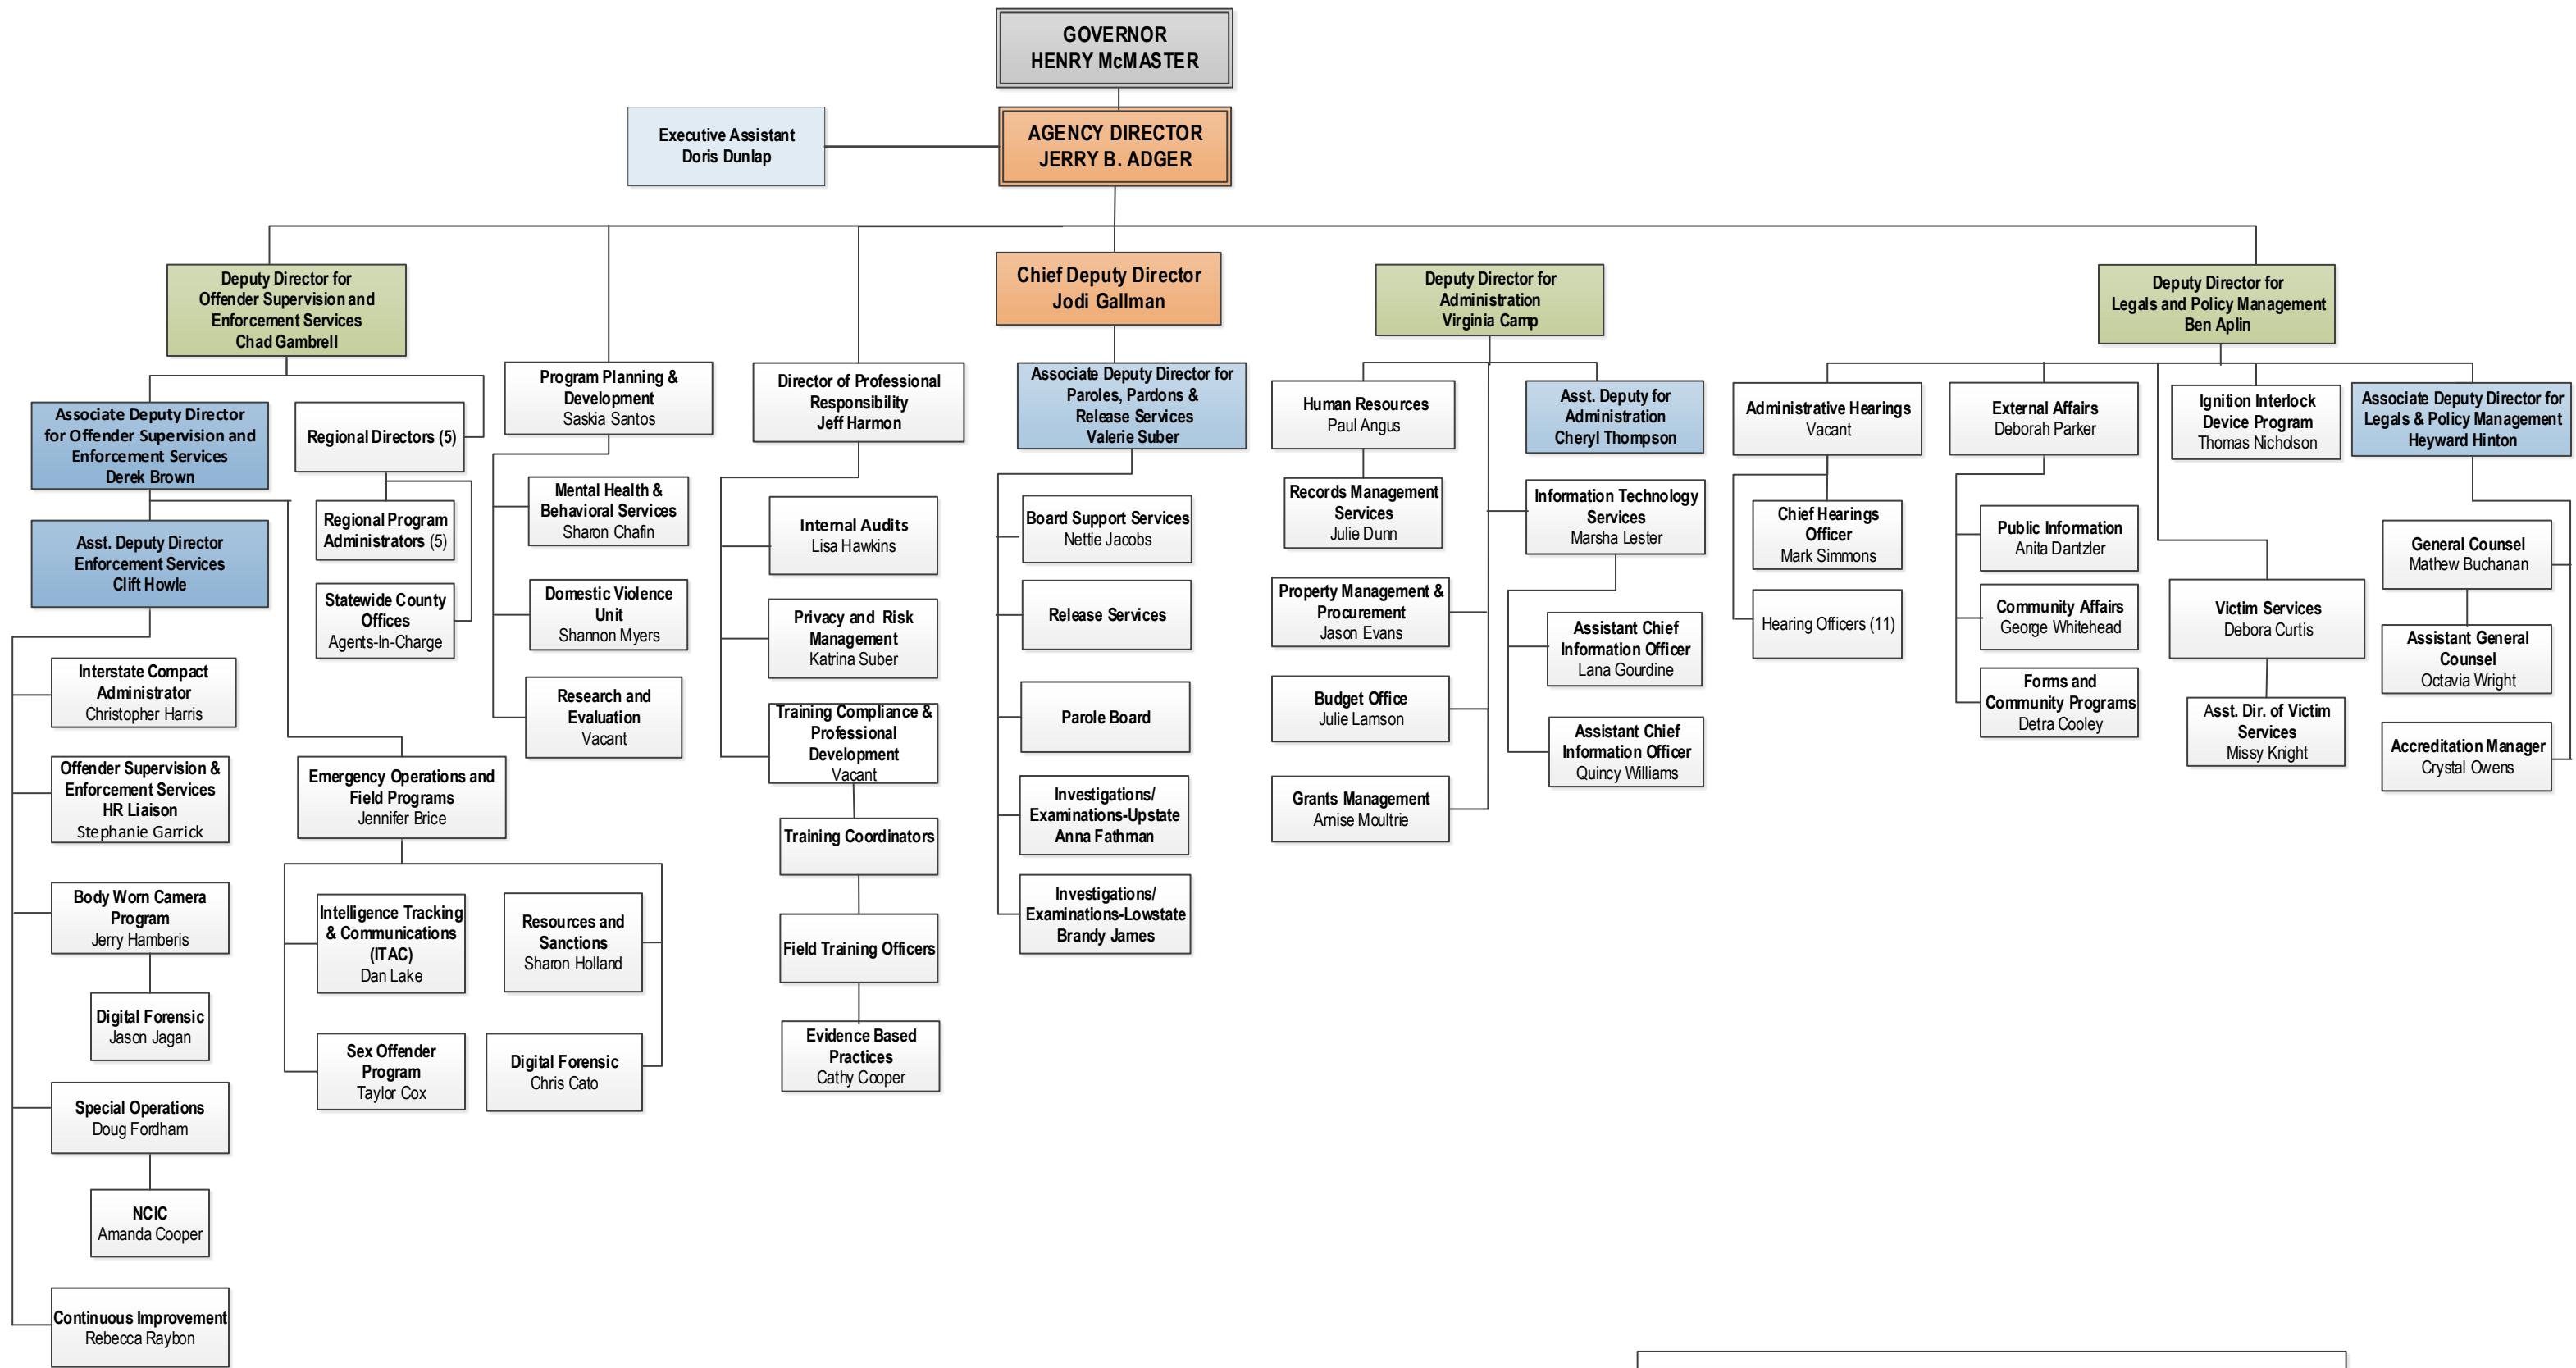 GOVERNOR
HENRY McMASTER
Executive Assistant
Doris Dunlap
AGENCY DIRECTOR
JERRY B. ADGER
Deputy Director for
Offender Supervision and
Enforcement Services
Chad Gambrell
Chief Deputy Director
Jodi Gallman
Deputy Director for
Administration
Virginia Camp
Deputy Director for
Legals and Policy Management
Ben Aplin
Associate Deputy Director
for Offender Supervision and
Enforcement Services
Derek Brown
Regional Directors (5)
Regional Program
Administrators (5)
Statewide County
Offices
Agents-In-Charge
Asst. Deputy Director
Enforcement Services
Clift Howle
Interstate Compact
Administrator
Christopher Harris
Offender Supervision &
Enforcement Services
HR Liaison
Stephanie Garrick
Body Worn Camera
Program
Jerry Hamberis
Digital Forensic
Jason Jagan
Special Operations
Doug Fordham
NCIC
Amanda Cooper
Continuous Improvement
Rebecca Raybon
Emergency Operations and
Field Programs
Jennifer Brice
Intelligence Tracking
& Communications
(ITAC)
Dan Lake
Resources and
Sanctions
Sharon Holland
Sex Offender
Program
Taylor Cox
Digital Forensic
Chris Cato
Program Planning &
Development
Saskia Santos
Mental Health &
Behavioral Services
Sharon Chafin
Domestic Violence
Unit
Shannon Myers
Research and
Evaluation
Vacant
Director of Professional
Responsibility
Jeff Harmon
Internal Audits
Lisa Hawkins
Privacy and Risk
Management
Katrina Suber
Training Compliance &
Professional
Development
Vacant
Training Coordinators
Field Training Officers
Evidence Based
Practices
Cathy Cooper
Associate Deputy Director for
Paroles, Pardons &
Release Services
Valerie Suber
Board Support Services
Nettie Jacobs
Release Services
Parole Board
Investigations/
Examinations-Upstate
Anna Fathman
Investigations/
Examinations-Lowstate
Brandy James
Human Resources
Paul Angus
Records Management
Services
Julie Dunn
Property Management &
Procurement
Jason Evans
Budget Office
Julie Lamson
Grants Management
Arnise Moultrie
Asst. Deputy for
Administration
Cheryl Thompson
Information Technology
Services
Marsha Lester
Assistant Chief
Information Officer
Lana Gourdine
Assistant Chief
Information Officer
Quincy Williams
Administrative Hearings
Vacant
Chief Hearings
Officer
Mark Simmons
Hearing Officers (11)
External Affairs
Deborah Parker
Public Information
Anita Dantzler
Community Affairs
George Whitehead
Forms and
Community Programs
Detra Cooley
Ignition Interlock
Device Program
Thomas Nicholson
Victim Services
Debora Curtis
Asst. Dir. of Victim
Services
Missy Knight
Associate Deputy Director for
Legals & Policy Management
Heyward Hinton
General Counsel
Mathew Buchanan
Assistant General
Counsel
Octavia Wright
Accreditation Manager
Crystal Owens